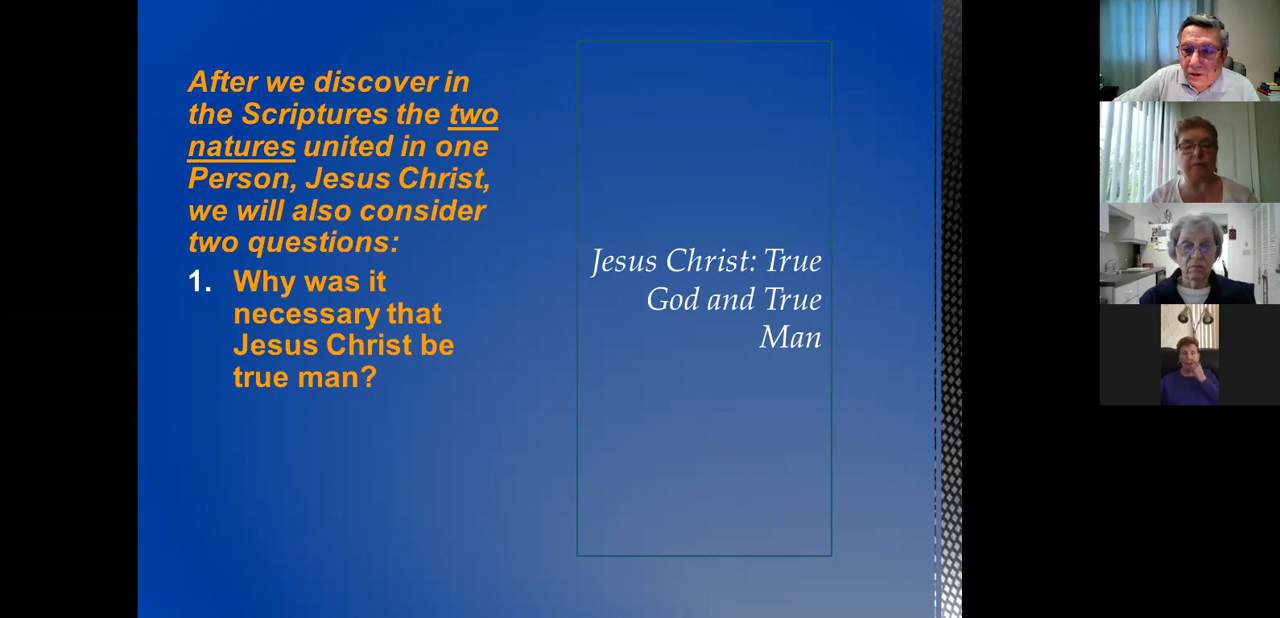 After we discover in
the Scriptures the two
natures united in one
Person, Jesus Christ,
we will also consider
two questions:
1. Why was it
necessary that
Jesus Christ be
true man?
Jesus Christ: True
God and True
Man